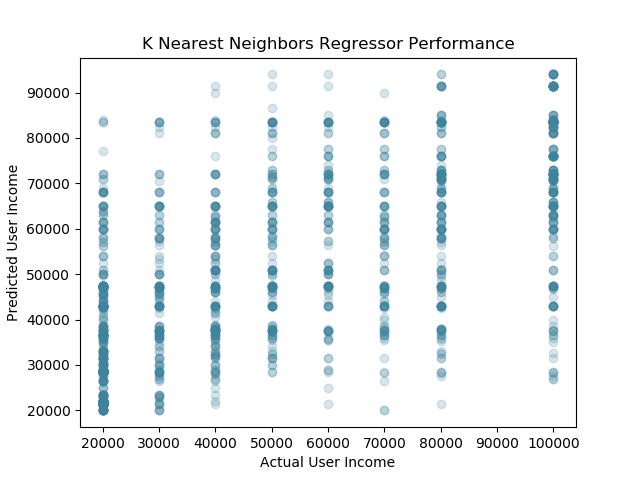 K Nearest Neighbors Regressor Performance
90000
80000
70000
60000
50000
40000
30000
20000
Predicted User Income
20000 30000 40000 50000 60000 70000 80000 90000 100000
Actual User Income